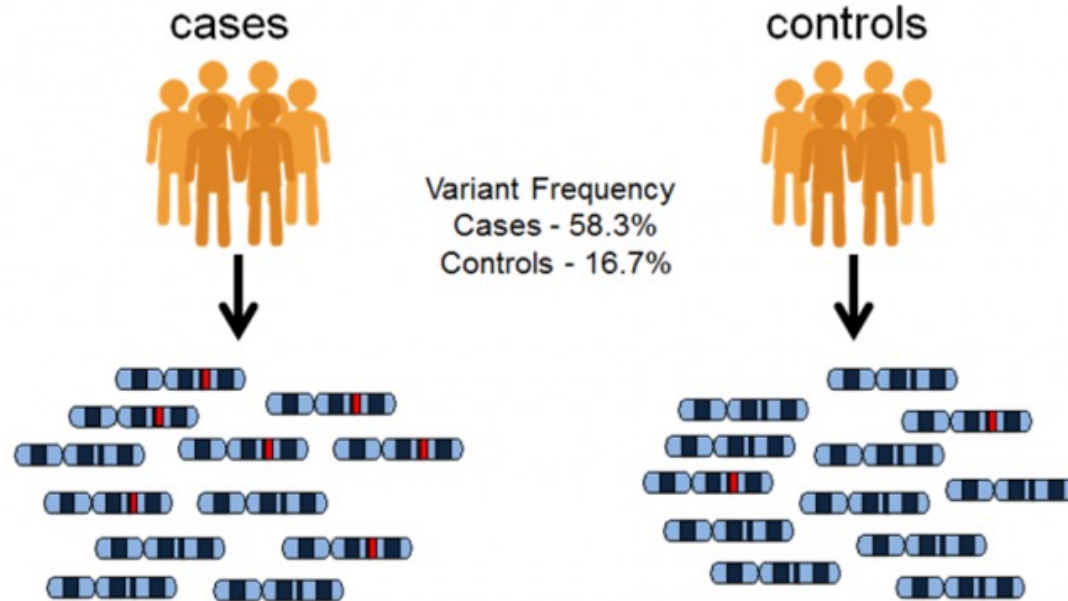 cases
controls
Variant Frequency
Cases - 58.3%
Controls - 16.7%